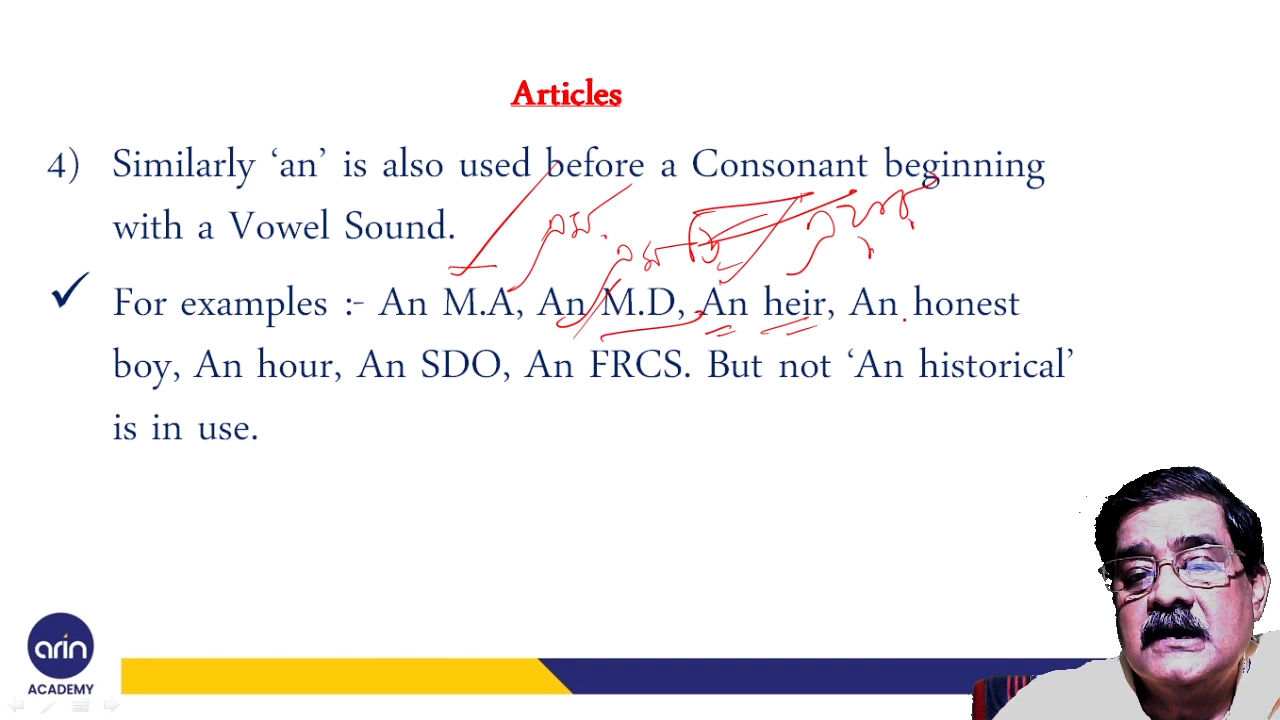 Articles
4) Similarly ‘an’ is also used before a Consonant beginning
with a Vowel Sound.
✓ For examples :- An M.A, An M.D, An heir, An honest
boy, An hour, An SDO, An FRCS. But not ‘An historical’
is in use.
arin
ACADEMY